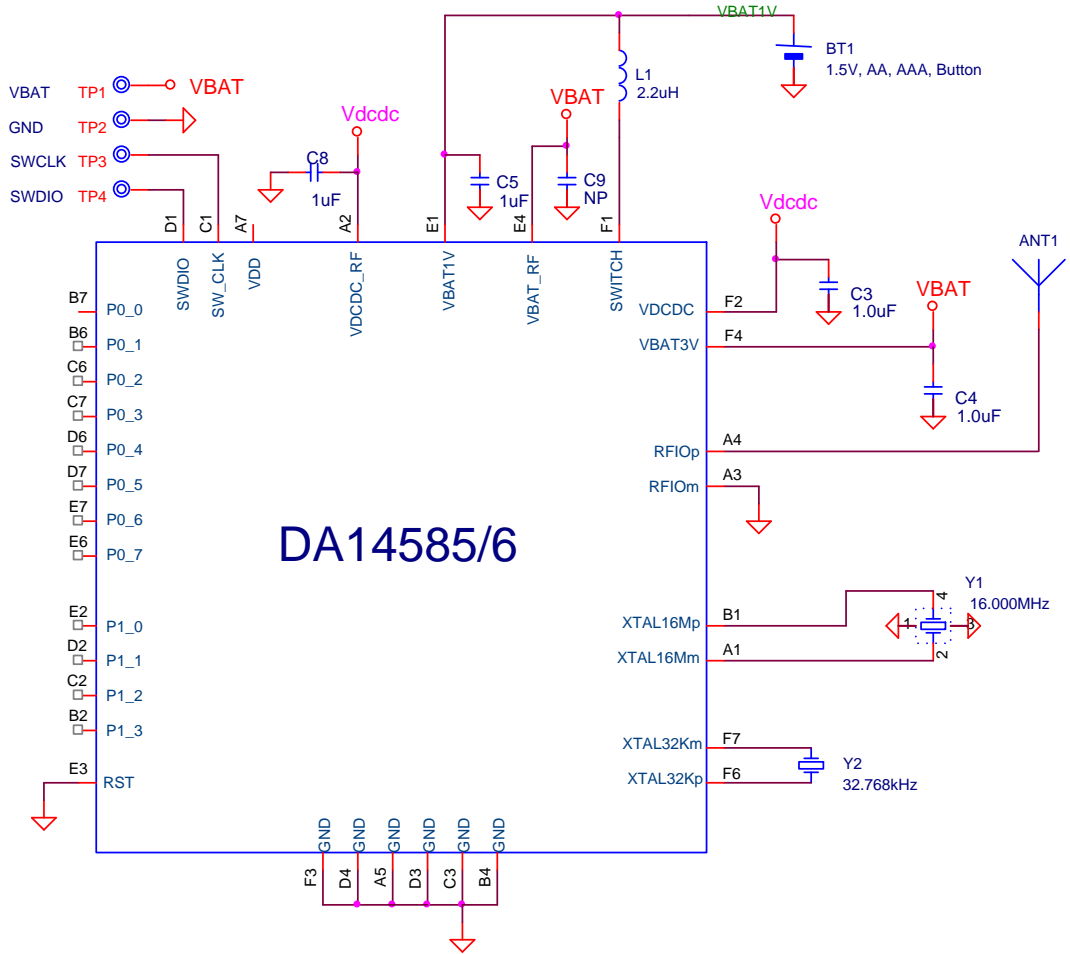 VBAT1V
BT1
1.5V, AA, AAA, Button
L1
2.2uH
VBAT TP1 VBAT
GND TP2
SWCLK TP3
SWDIO TP4
Vdcdc
C8
1uF
C5
1uF
VBAT
C9
NP
D1 C1 A7 A2 E1 E4 F1
SWDIO SW_CLK VDD VDCDC_RF VBAT1V VBAT_RF SWITCH
Vdcdc
C3
1.0uF
ANT1
VBAT
C4
1.0uF
B7 P0_0
B6 P0_1
C6 P0_2
C7 P0_3
D6 P0_4
D7 P0_5
E7 P0_6
E6 P0_7
E2 P1_0
D2 P1_1
C2 P1_2
B2 P1_3
E3 RST
DA14585/6
VDCDC F2
VBAT3V F4
RFIOp A4
RFIOm A3
XTAL16Mp B1
XTAL16Mm A1
XTAL32Km F7
XTAL32Kp F6
Y1
16.000MHz
4
1 3
2
Y2
32.768kHz
GND GND GND GND GND GND
F3 D4 A5 D3 C3 B4